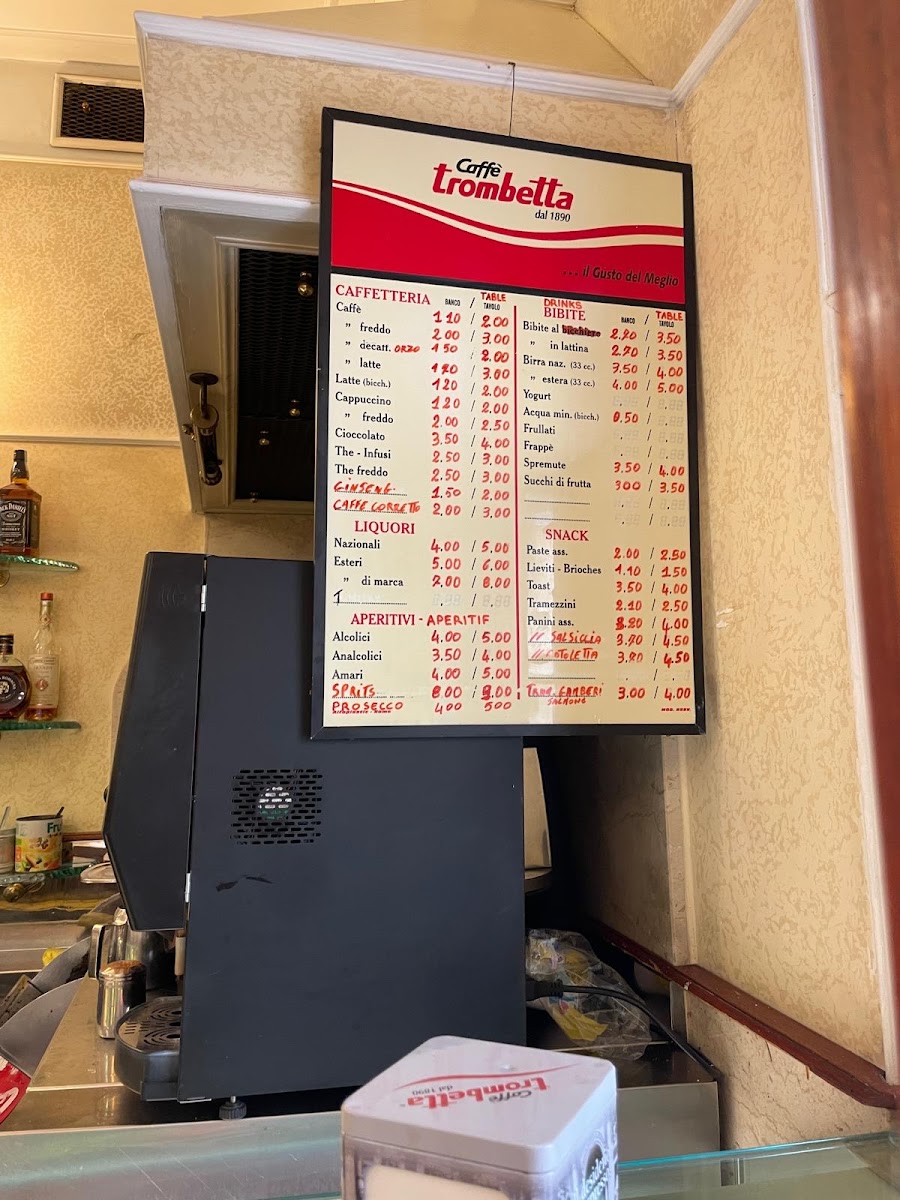 Caffè
trombetta
dal 1890
... il Gusto del Meglio
CAFFETTERIA BANCO / TABLE TAVOLO
Caffè 1 10 / 2.00
" freddo 2 00 / 3.00
" decaff. ORZO 1 50 / 2.00
" latte 1 20 / 3.00
Latte (bicch.) 1 20 / 2.00
Cappuccino 1 20 / 2.00
" freddo 2.00 / 2.50
Cioccolato 3.50 / 4.00
The - Infusi 2.50 / 3.00
The freddo 2.50 / 3.00
GINSENG 1.50 / 2.00
CAFFE CORRETTO 2.00 / 3.00
LIQUORI
Nazionali 4.00 / 5.00
Esteri 5.00 / 6.00
" di marca 7.00 / 8.00
APERITIVI - APERITIF
Alcolici 4.00 / 5.00
Analcolici 3.50 / 4.00
Amari 4.00 / 5.00
SPRITS 8.00 / 9.00
PROSECCO 400 500
DRINKS
BIBITE BANCO / TABLE TAVOLO
Bibite al bicchiere 2.20 / 3.50
" in lattina 2.20 / 3.50
Birra naz. (33 cc.) 3.50 / 4.00
" estera (33 cc.) 4.00 / 5.00
Yogurt
Acqua min. (bicch.) 0.50 /
Frullati
Frappè
Spremute 3.50 / 4.00
Succhi di frutta 300 / 3.50
SNACK
Paste ass. 2.00 / 2.50
Lieviti - Brioches 1.10 / 1.50
Toast 3.50 / 4.00
Tramezzini 2.10 / 2.50
Panini ass. 3.20 / 4.00
// SALSICCIA 3.20 / 4.50
// COTOLETTA 3.20 / 4.50
TRAM. GAMBERI 3.00 / 4.00
SALMONE
JACK DANIEL'S
Caffè
trombetta
dal 1890